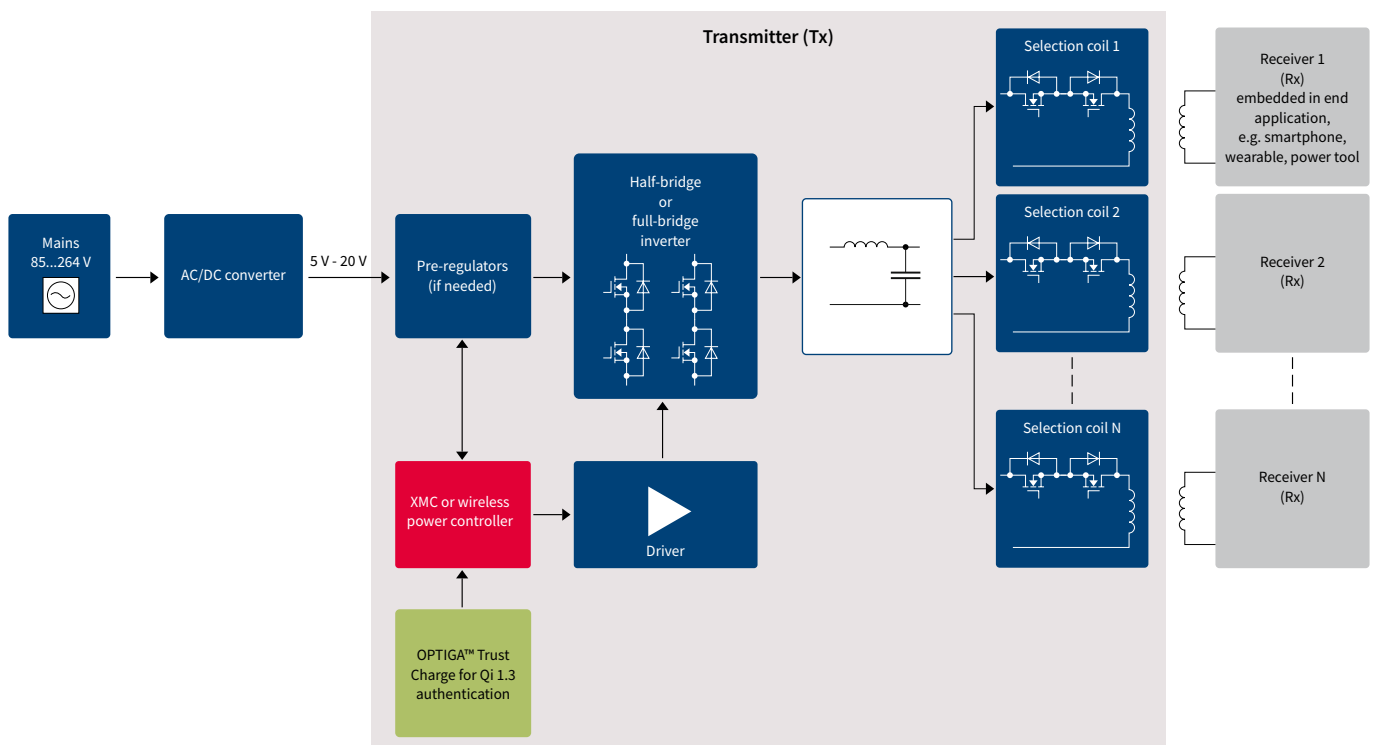 Transmitter (Tx)
Mains
85...264 V
AC/DC converter
5 V - 20 V
Pre-regulators
(if needed)
Half-bridge
or
full-bridge
inverter
XMC or wireless
power controller
Driver
OPTIGA™ Trust
Charge for Qi 1.3
authentication
Selection coil 1
Selection coil 2
Selection coil N
Receiver 1
(Rx)
embedded in end
application,
e.g. smartphone,
wearable, power tool
Receiver 2
(Rx)
Receiver N
(Rx)